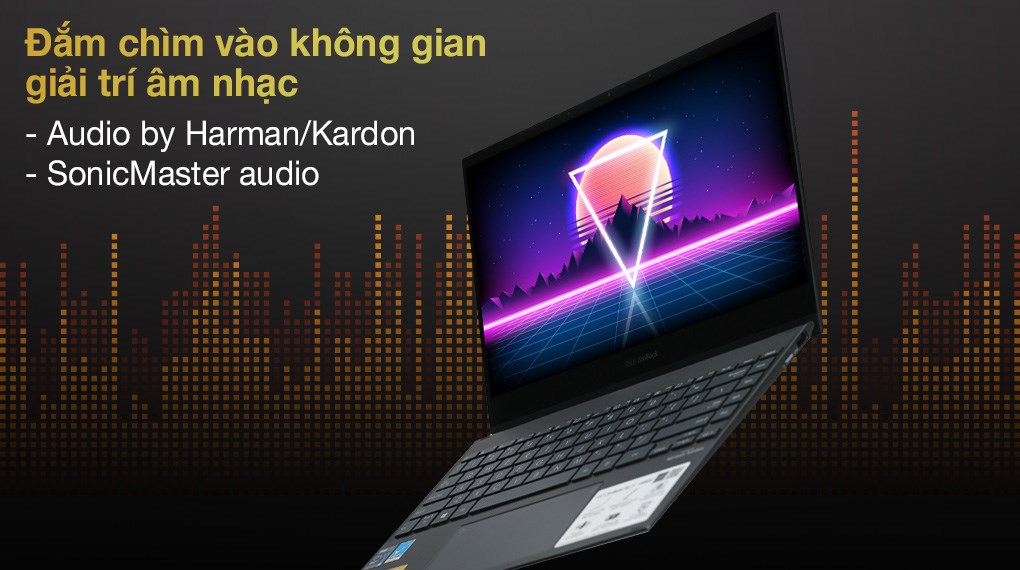 Đắm chìm vào không gian
giải trí âm nhạc
- Audio by Harman/Kardon
- SonicMaster audio